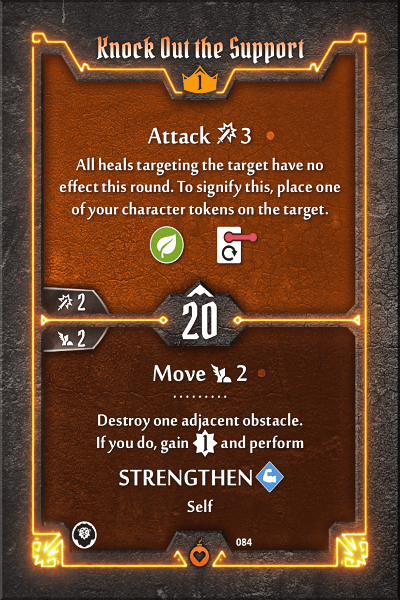 Knock Out the Support
1
Attack 3
All heals targeting the target have no
effect this round. To signify this, place one
of your character tokens on the target.
2
20
2
Move 2
Destroy one adjacent obstacle.
If you do, gain 1 and perform
STRENGTHEN
Self
084